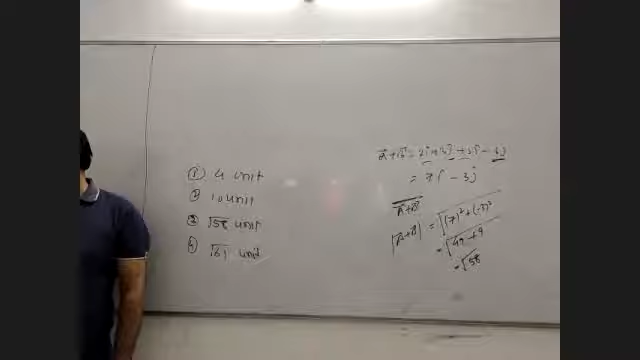 ① 4 unit
② 10 unit
③ √58 unit
④ √61 unit
= 7î - 3ĵ
A+B
|A+B| = √(7)²+(-3)²
= √49+9
= √58